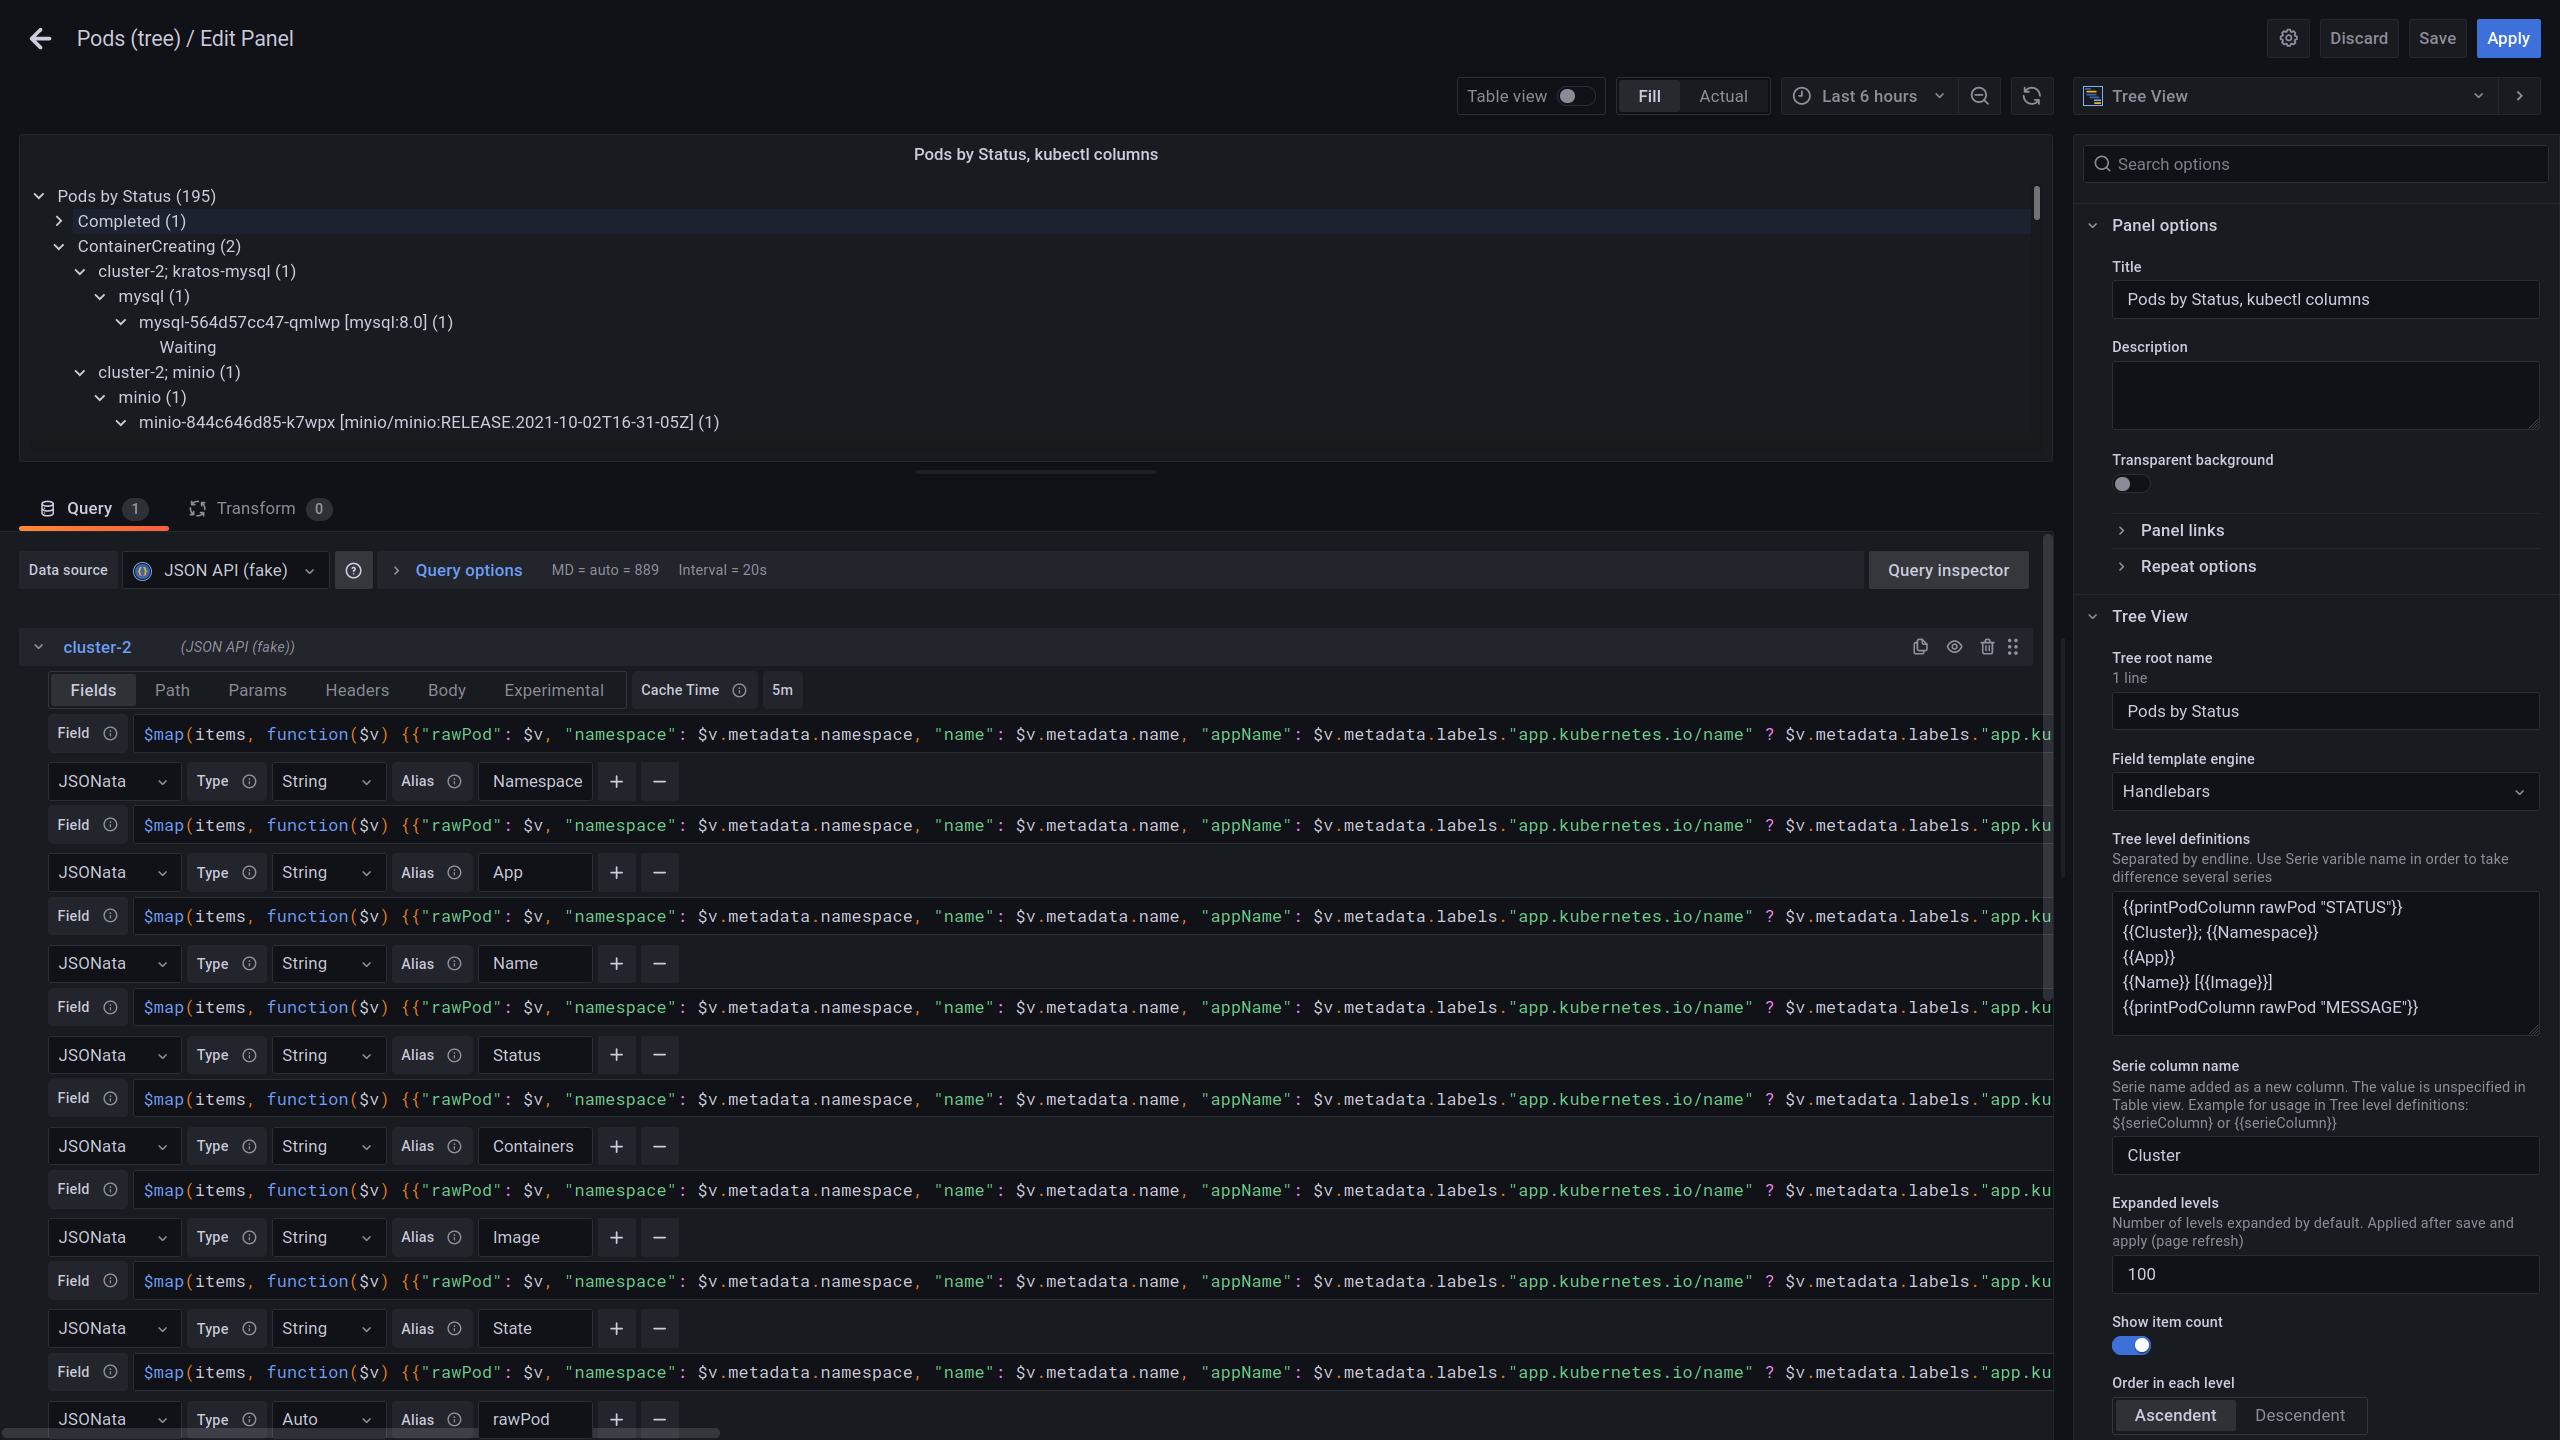 Pods (tree) / Edit Panel
Discard
Save
Apply
Table view
Fill
Actual
Last 6 hours
Tree View
Pods by Status, kubectl columns
Pods by Status (195)
Completed (1)
ContainerCreating (2)
cluster-2; kratos-mysql (1)
mysql (1)
mysql-564d57cc47-qmlwp [mysql:8.0] (1)
Waiting
cluster-2; minio (1)
minio (1)
minio-844c646d85-k7wpx [minio/minio:RELEASE.2021-10-02T16-31-05Z] (1)
Query 1
Transform 0
Data source
JSON API (fake)
Query options
MD = auto = 889
Interval = 20s
Query inspector
cluster-2
(JSON API (fake))
Fields
Path
Params
Headers
Body
Experimental
Cache Time
5m
Field $map(items, function($v) {{"rawPod": $v, "namespace": $v.metadata.namespace, "name": $v.metadata.name, "appName": $v.metadata.labels."app.kubernetes.io/name" ? $v.metadata.labels."app.ku
JSONata Type String Alias Namespace
Field $map(items, function($v) {{"rawPod": $v, "namespace": $v.metadata.namespace, "name": $v.metadata.name, "appName": $v.metadata.labels."app.kubernetes.io/name" ? $v.metadata.labels."app.ku
JSONata Type String Alias App
Field $map(items, function($v) {{"rawPod": $v, "namespace": $v.metadata.namespace, "name": $v.metadata.name, "appName": $v.metadata.labels."app.kubernetes.io/name" ? $v.metadata.labels."app.ku
JSONata Type String Alias Name
Field $map(items, function($v) {{"rawPod": $v, "namespace": $v.metadata.namespace, "name": $v.metadata.name, "appName": $v.metadata.labels."app.kubernetes.io/name" ? $v.metadata.labels."app.ku
JSONata Type String Alias Status
Field $map(items, function($v) {{"rawPod": $v, "namespace": $v.metadata.namespace, "name": $v.metadata.name, "appName": $v.metadata.labels."app.kubernetes.io/name" ? $v.metadata.labels."app.ku
JSONata Type String Alias Containers
Field $map(items, function($v) {{"rawPod": $v, "namespace": $v.metadata.namespace, "name": $v.metadata.name, "appName": $v.metadata.labels."app.kubernetes.io/name" ? $v.metadata.labels."app.ku
JSONata Type String Alias Image
Field $map(items, function($v) {{"rawPod": $v, "namespace": $v.metadata.namespace, "name": $v.metadata.name, "appName": $v.metadata.labels."app.kubernetes.io/name" ? $v.metadata.labels."app.ku
JSONata Type String Alias State
Field $map(items, function($v) {{"rawPod": $v, "namespace": $v.metadata.namespace, "name": $v.metadata.name, "appName": $v.metadata.labels."app.kubernetes.io/name" ? $v.metadata.labels."app.ku
JSONata Type Auto Alias rawPod
Search options
Panel options
Title
Pods by Status, kubectl columns
Description
Transparent background
Panel links
Repeat options
Tree View
Tree root name
1 line
Pods by Status
Field template engine
Handlebars
Tree level definitions
Separated by endline. Use Serie varible name in order to take
difference several series
{{printPodColumn rawPod "STATUS"}}
{{Cluster}}; {{Namespace}}
{{App}}
{{Name}} [{{Image}}]
{{printPodColumn rawPod "MESSAGE"}}
Serie column name
Serie name added as a new column. The value is unspecified in
Table view. Example for usage in Tree level definitions:
${serieColumn} or {{serieColumn}}
Cluster
Expanded levels
Number of levels expanded by default. Applied after save and
apply (page refresh)
100
Show item count
Order in each level
Ascendent
Descendent